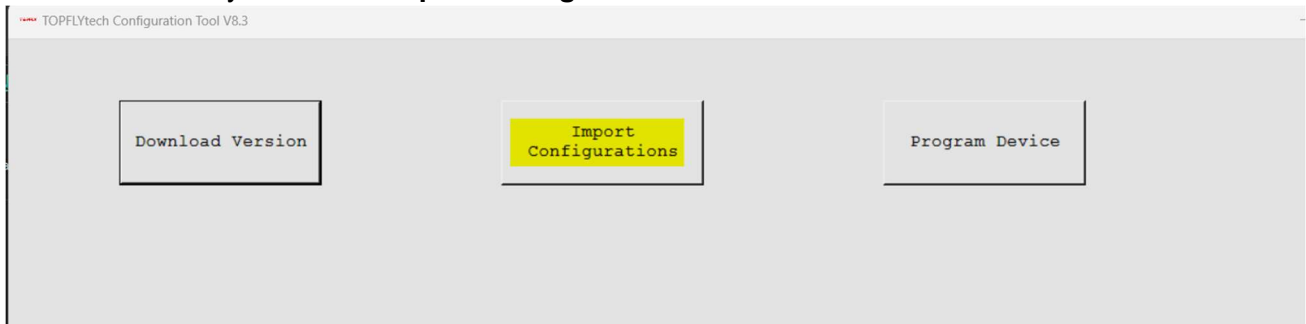 TOPFLYtech Configuration Tool V8.3
Download Version
Import
Configurations
Program Device